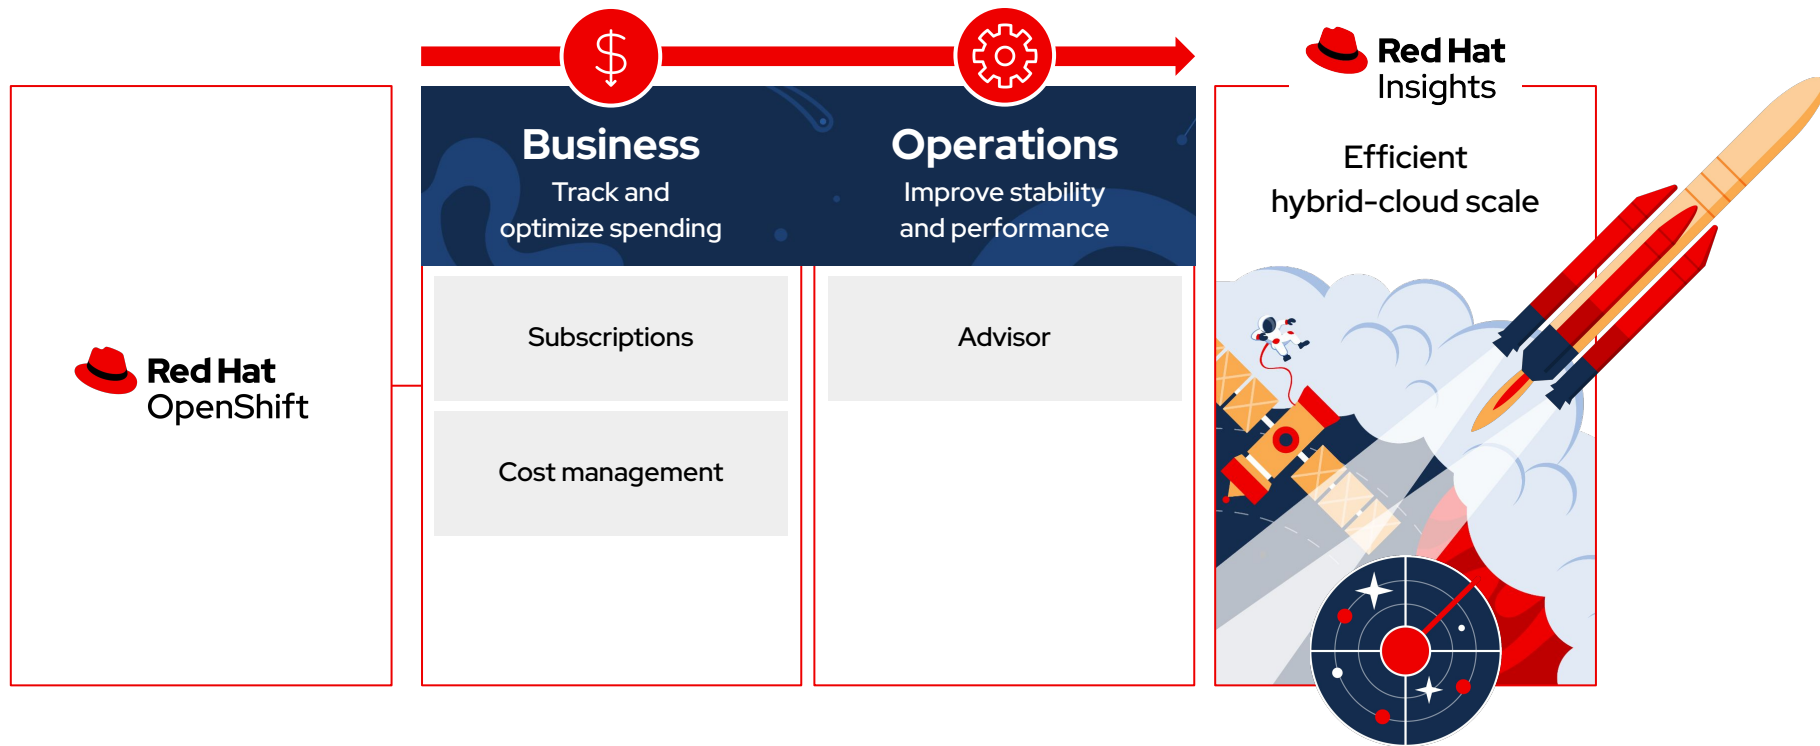 Red Hat
OpenShift
Business
Track and
optimize spending
Subscriptions
Cost management
Operations
Improve stability
and performance
Advisor
Red Hat
Insights
Efficient
hybrid-cloud scale